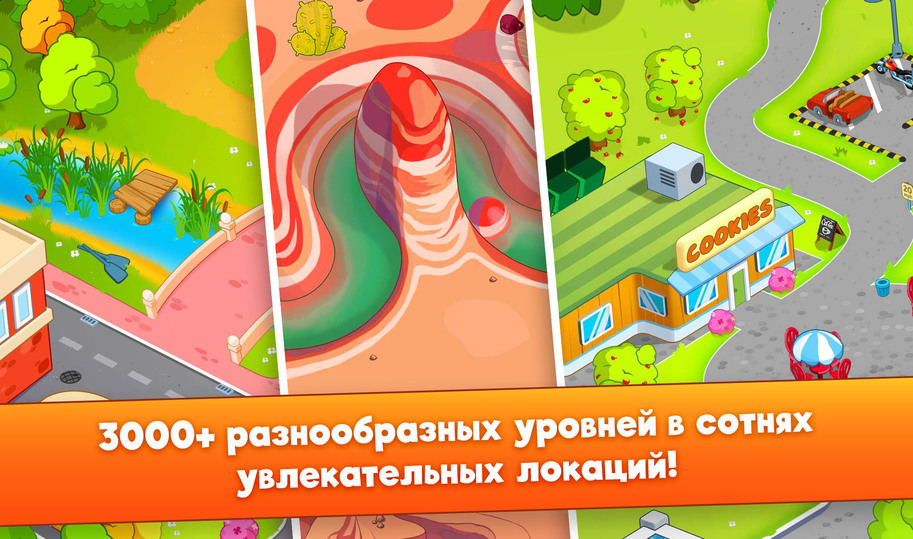 COOKIES
3000+ разнообразных уровней в сотнях
увлекательных локаций!